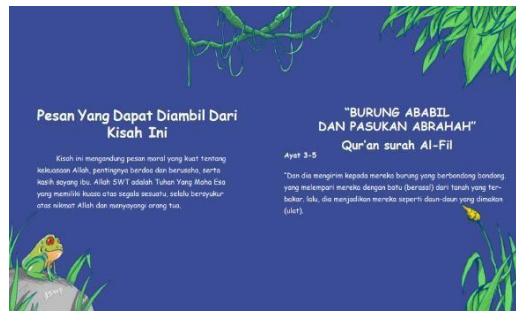 Pesan Yang Dapat Diambil Dari
Kisah Ini
Kisah ini mengandung pesan moral yang kuat tentang
kekuasaan Allah, pentingnya berdoa dan berusaha, serta
kasih sayang ibu. Allah SWT adalah Tuhan Yang Maha Esa
yang memiliki kuasa atas segala sesuatu, selalu bersyukur
atas nikmat Allah dan menyayangi orang tua.
"BURUNG ABABIL
DAN PASUKAN ABRAHAH"
Qur'an surah Al-Fil
Ayat 3-5
"Dan dia mengirim kepada mereka burung yang berbondong bondong.
yang melempari mereka dengan batu (berasal) dari tanah yang ter-
bakar. lalu, dia menjadikan mereka seperti daun-daun yang dimakan
(ulat).